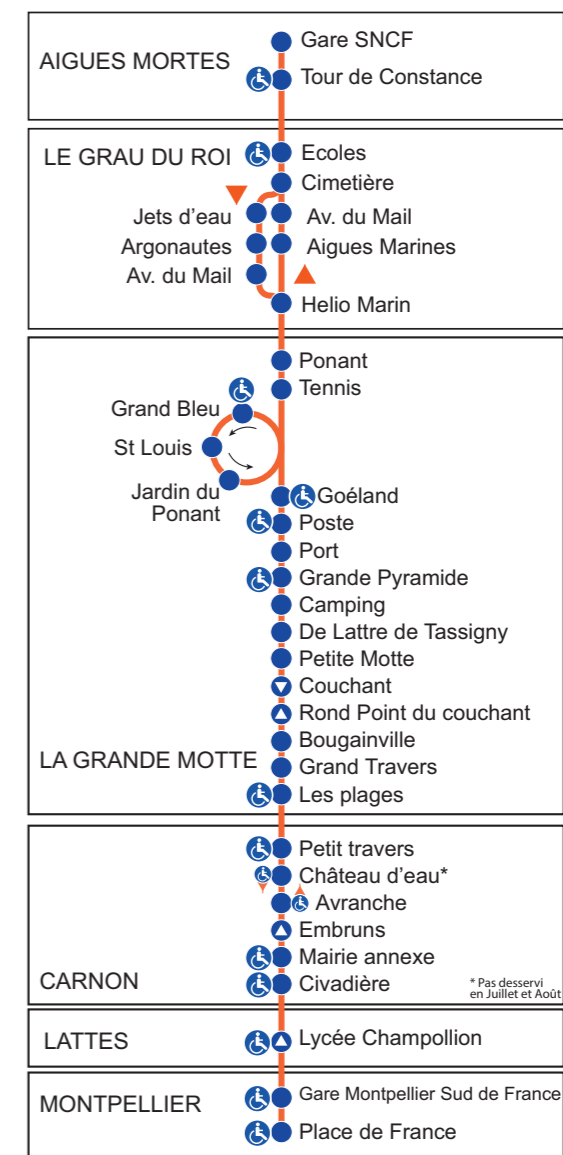 AIGUES MORTES
Gare SNCF
Tour de Constance
LE GRAU DU ROI
Ecoles
Cimetière
Jets d'eau
Av. du Mail
Argonautes
Aigues Marines
Av. du Mail
Helio Marin
Ponant
Tennis
Grand Bleu
St Louis
Jardin du
Ponant
Goéland
Poste
Port
Grande Pyramide
Camping
De Lattre de Tassigny
Petite Motte
Couchant
Rond Point du couchant
Bougainville
LA GRANDE MOTTE
Grand Travers
Les plages
Petit travers
Château d'eau*
Avranche
Embruns
Mairie annexe
CARNON
Civadière
* Pas desservi
en Juillet et Août
LATTES
Lycée Champollion
MONTPELLIER
Gare Montpellier Sud de France
Place de France